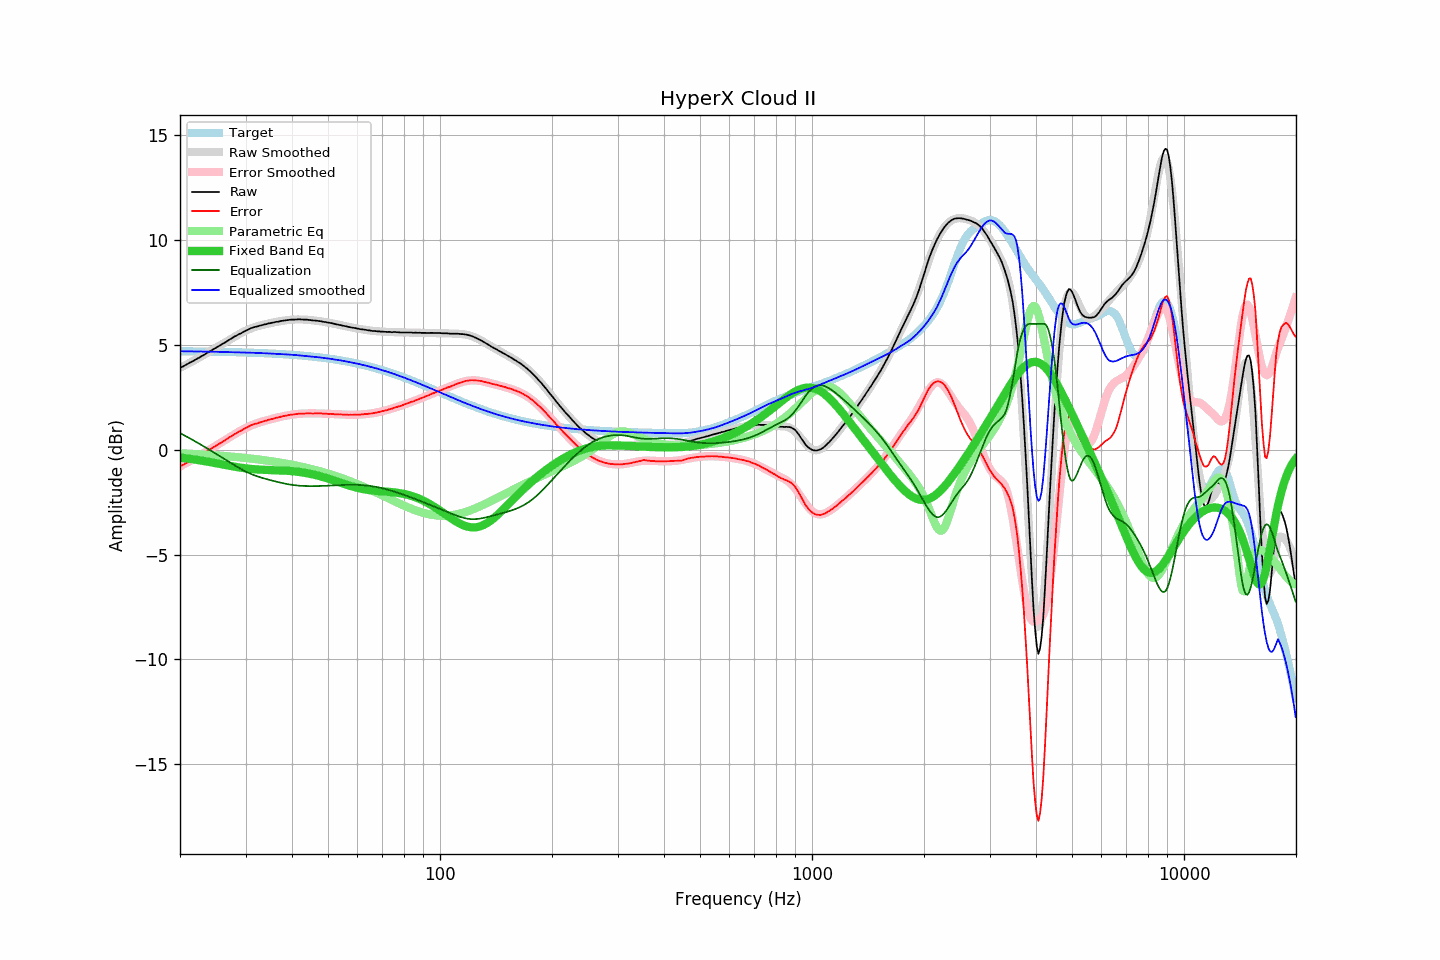 HyperX Cloud II
Target
Raw Smoothed
Error Smoothed
Raw
Error
Parametric Eq
Fixed Band Eq
Equalization
Equalized smoothed
15
10
5
0
−5
−10
−15
Amplitude (dBr)
100
1000
10000
Frequency (Hz)